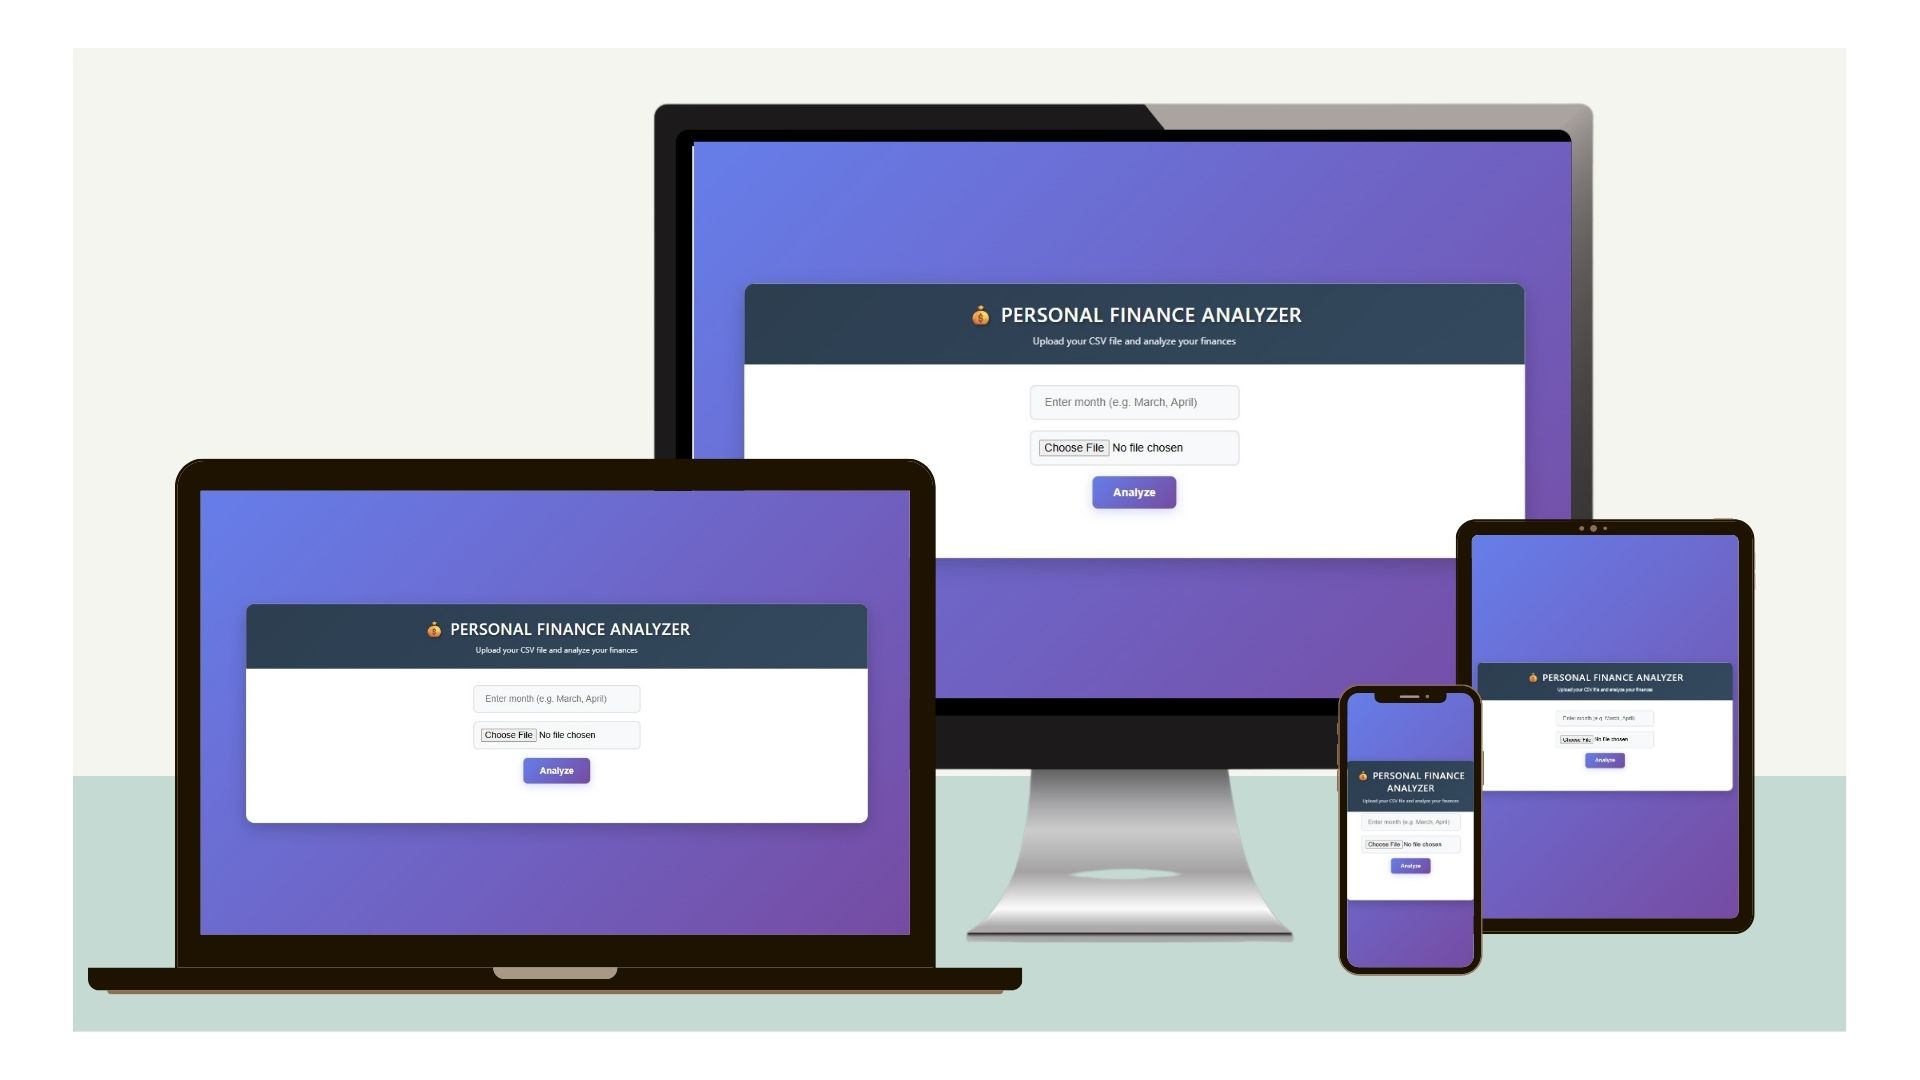 PERSONAL FINANCE ANALYZER
Upload your CSV file and analyze your finances
Enter month (e.g. March, April)
Choose File No file chosen
Analyze
PERSONAL FINANCE ANALYZER
Upload your CSV file and analyze your finances
Enter month (e.g. March, April)
Choose File No file chosen
Analyze
PERSONAL FINANCE
ANALYZER
Upload your CSV file and analyze your finances
Enter month (e.g. March, April)
Choose File No file chosen
Analyze
PERSONAL FINANCE ANALYZER
Upload your CSV file and analyze your finances
Enter month (e.g. March, April)
Choose File No file chosen
Analyze